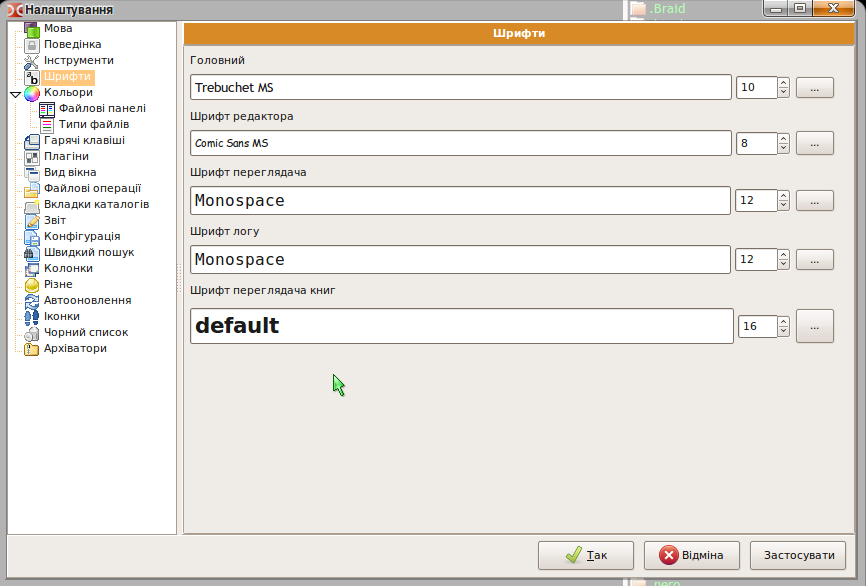 .Braid
Налаштування
Мова
Поведінка
Інструменти
Шрифти
Кольори
Файлові панелі
Типи файлів
Гарячі клавіші
Плагіни
Вид вікна
Файлові операції
Вкладки каталогів
Звіт
Конфігурація
Швидкий пошук
Колонки
Різне
Автооновлення
Іконки
Чорний список
Архіватори
Шрифти
Головний
Trebuchet MS 10 ...
Шрифт редактора
Comic Sans MS 8 ...
Шрифт переглядача
Monospace 12 ...
Шрифт логу
Monospace 12 ...
Шрифт переглядача книг
default 16 ...
Так Відміна Застосувати